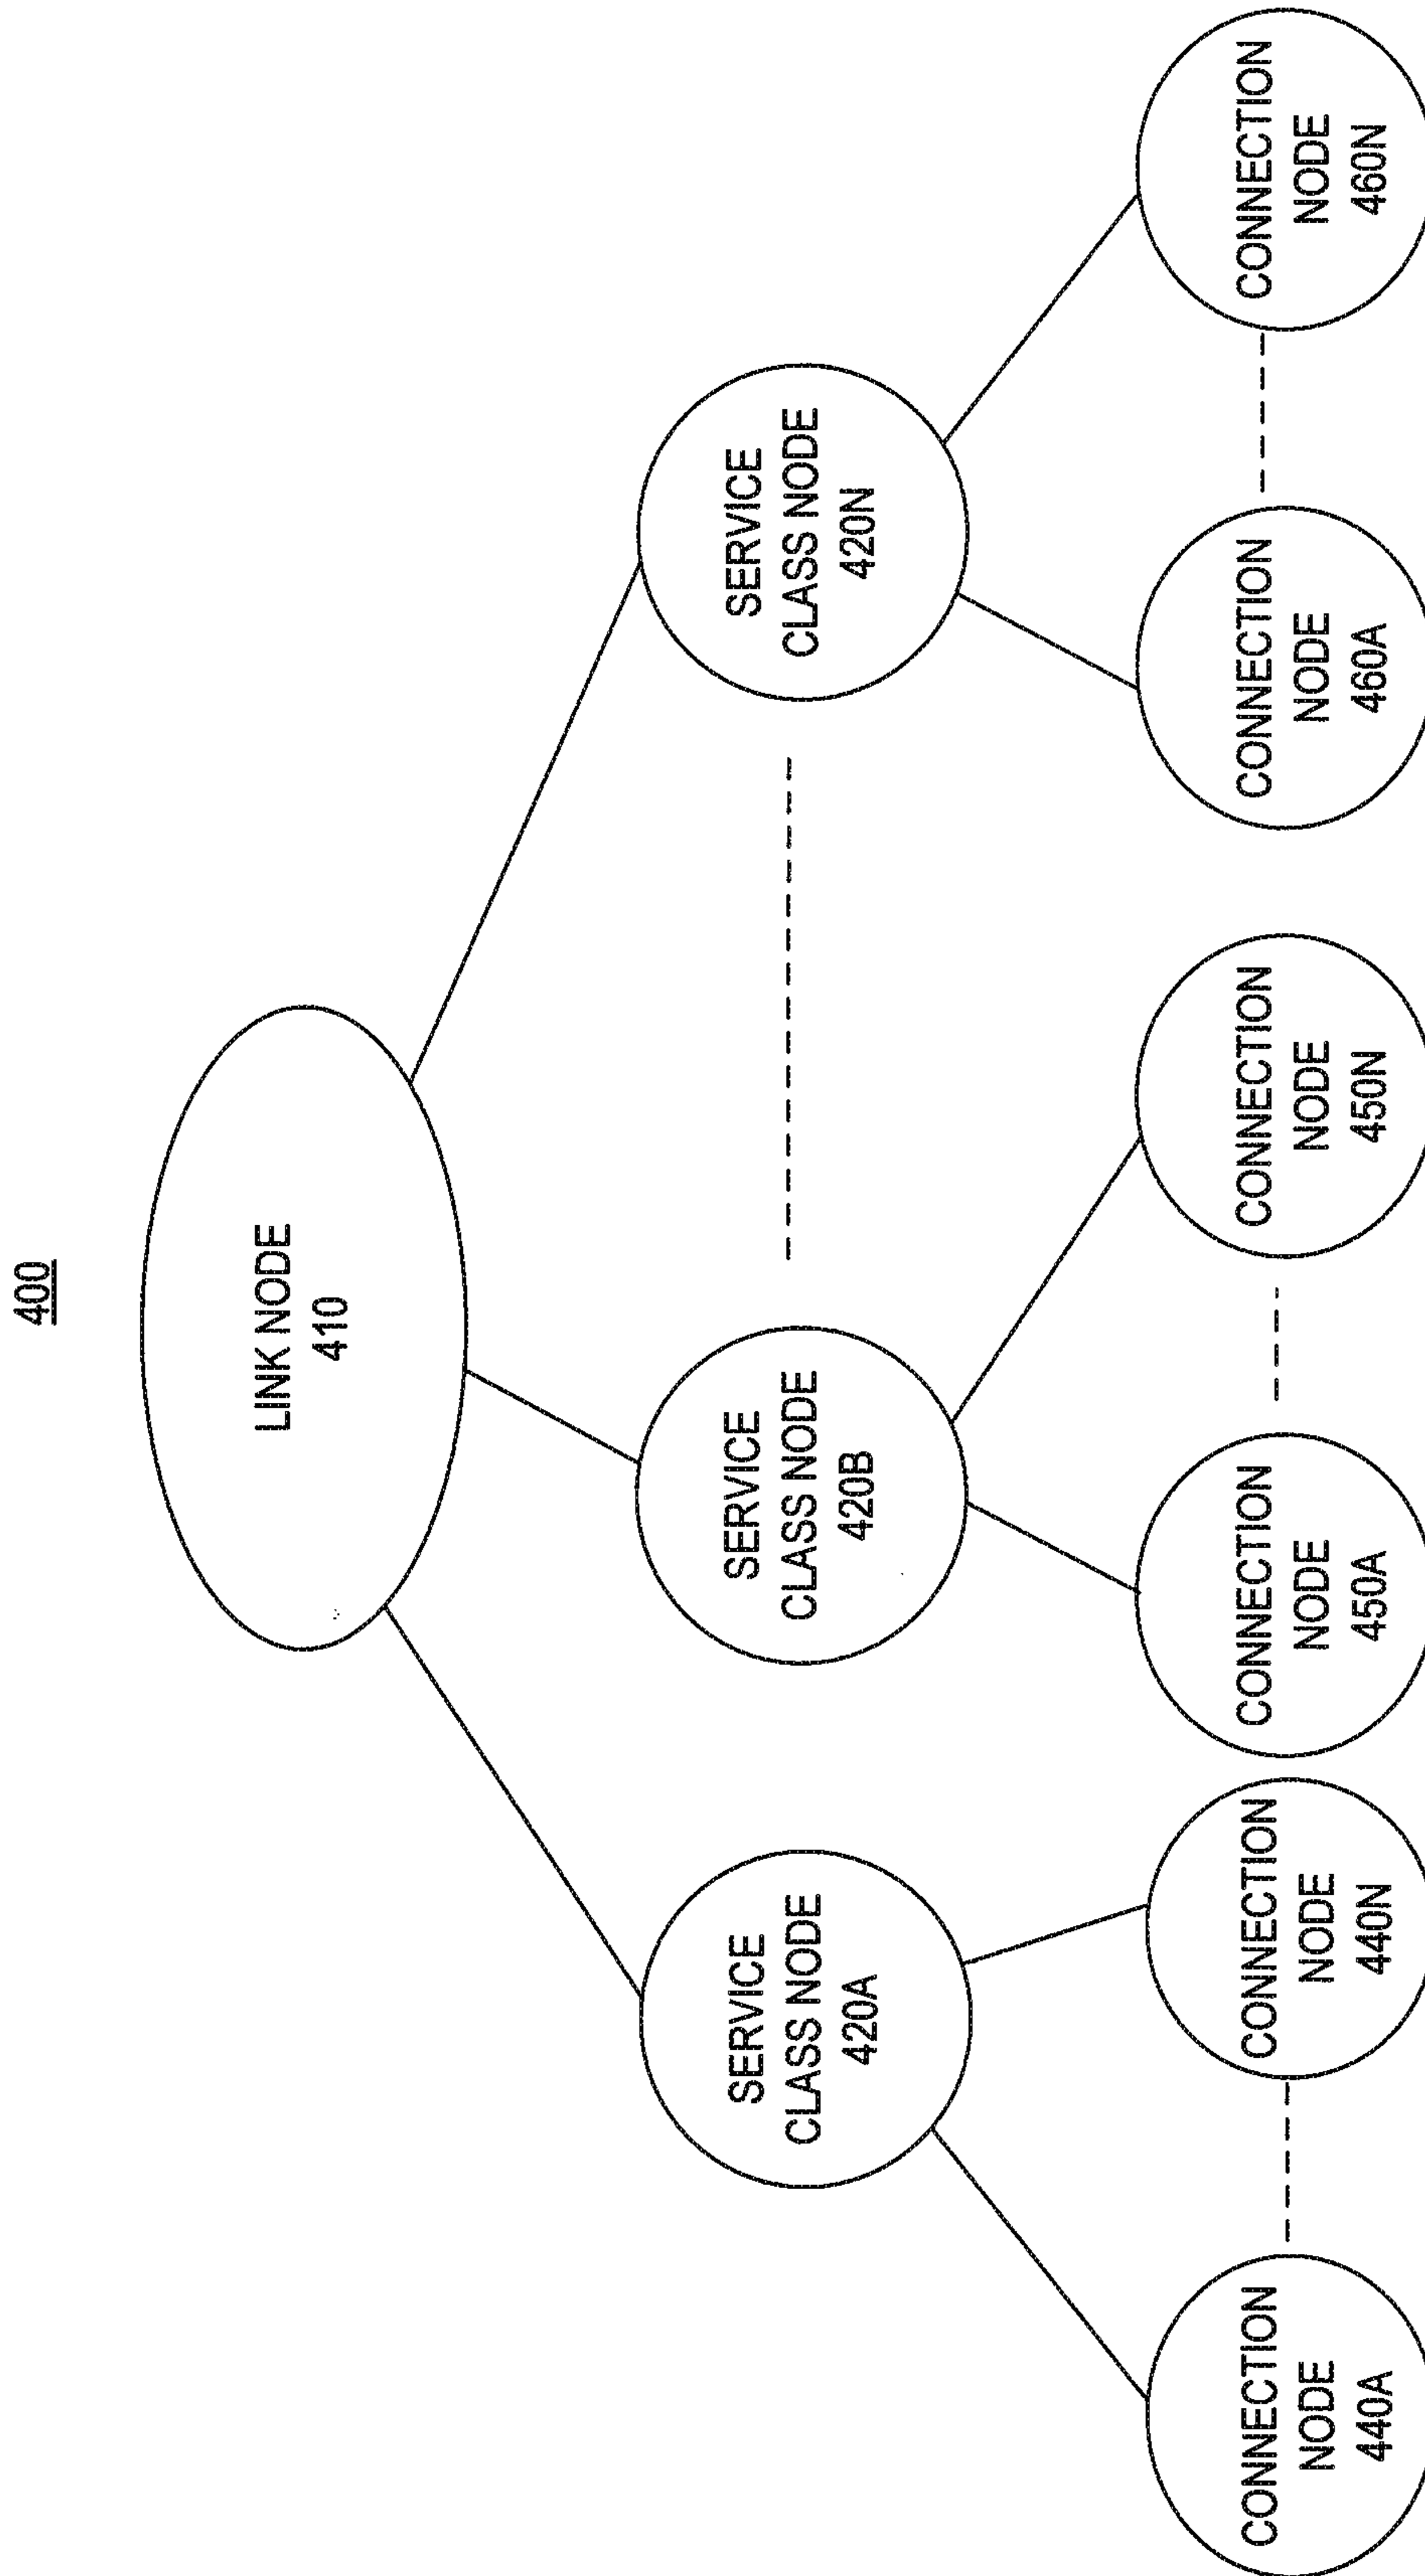 400
LINK NODE
410
SERVICE
CLASS NODE
420A
SERVICE
CLASS NODE
420B
SERVICE
CLASS NODE
420N
CONNECTION
NODE
440A
CONNECTION
NODE
440N
CONNECTION
NODE
450A
CONNECTION
NODE
450N
CONNECTION
NODE
460A
CONNECTION
NODE
460N